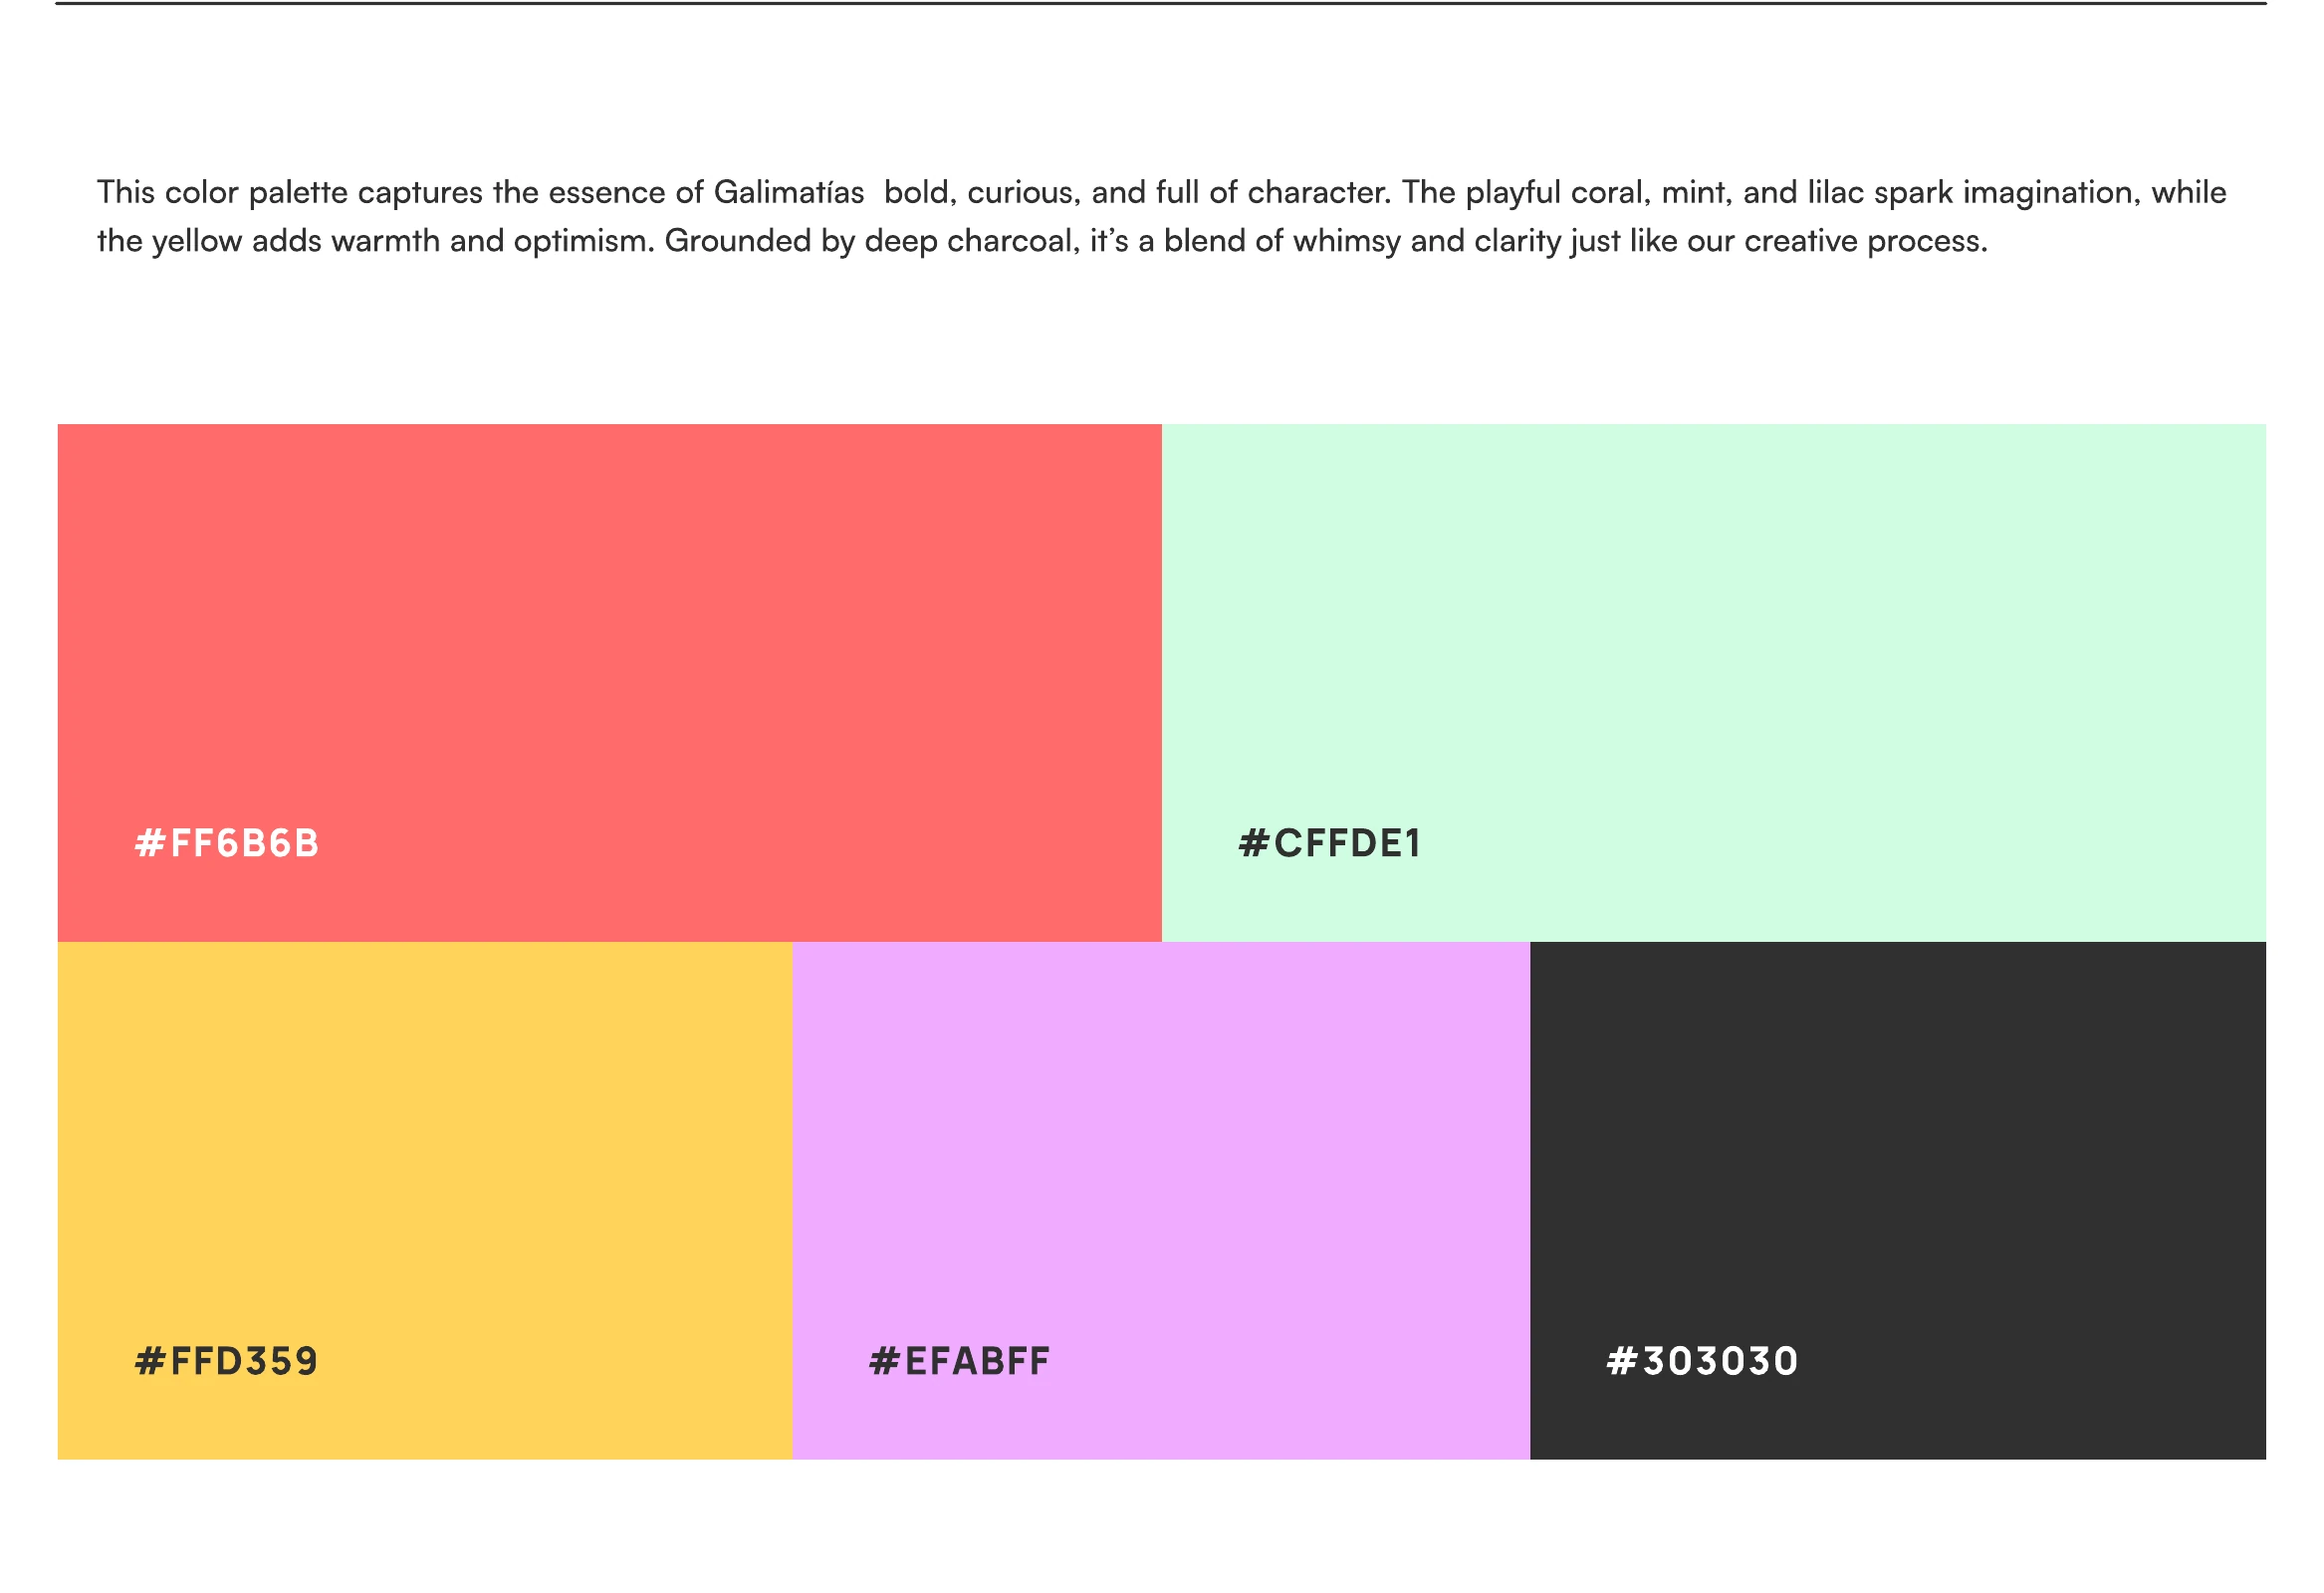 This color palette captures the essence of Galimatías  bold, curious, and full of character. The playful coral, mint, and lilac spark imagination, while
the yellow adds warmth and optimism. Grounded by deep charcoal, it’s a blend of whimsy and clarity just like our creative process.
#FF6B6B
#CFFDE1
#FFD359
#EFABFF
#303030